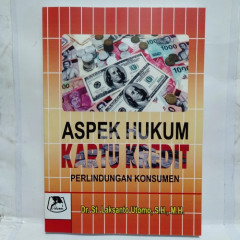 ASPEK HUKUM
KARTU KREDIT
PERLINDUNGAN KONSUMEN
Dr. St. Laksanto Utomo, S.H., M.H.